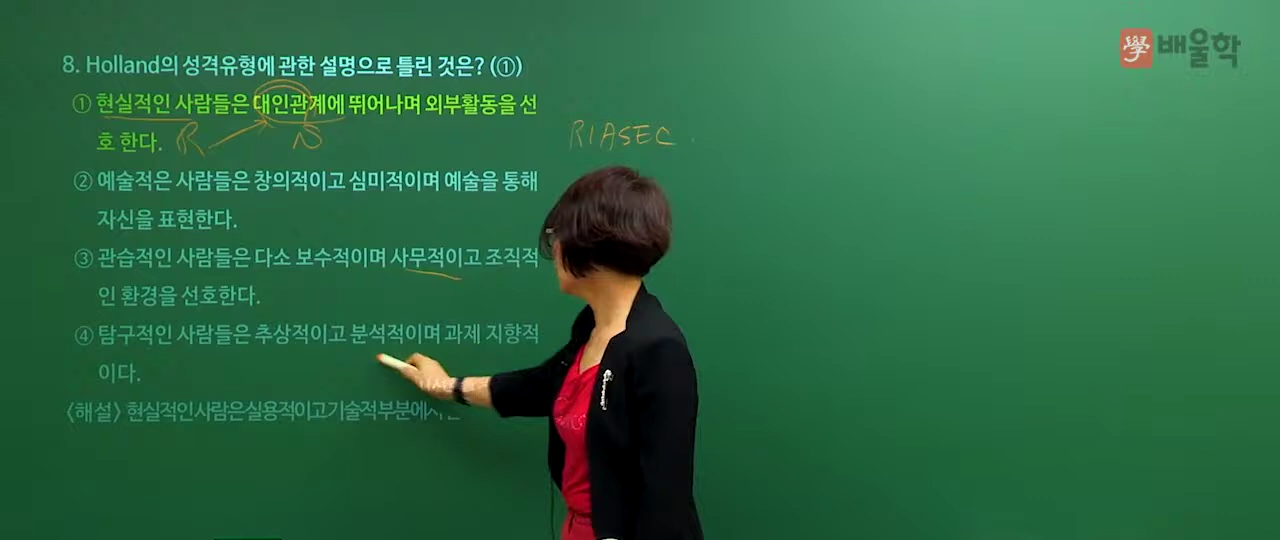 學 배울학
8. Holland의 성격유형에 관한 설명으로 틀린 것은? (①)
① 현실적인 사람들은 대인관계에 뛰어나며 외부활동을 선
호 한다. R S
RIASEC
② 예술적은 사람들은 창의적이고 심미적이며 예술을 통해
자신을 표현한다.
③ 관습적인 사람들은 다소 보수적이며 사무적이고 조직적
인 환경을 선호한다.
④ 탐구적인 사람들은 추상적이고 분석적이며 과제 지향적
이다.
<해설> 현실적인사람은실용적이고기술적부분에서